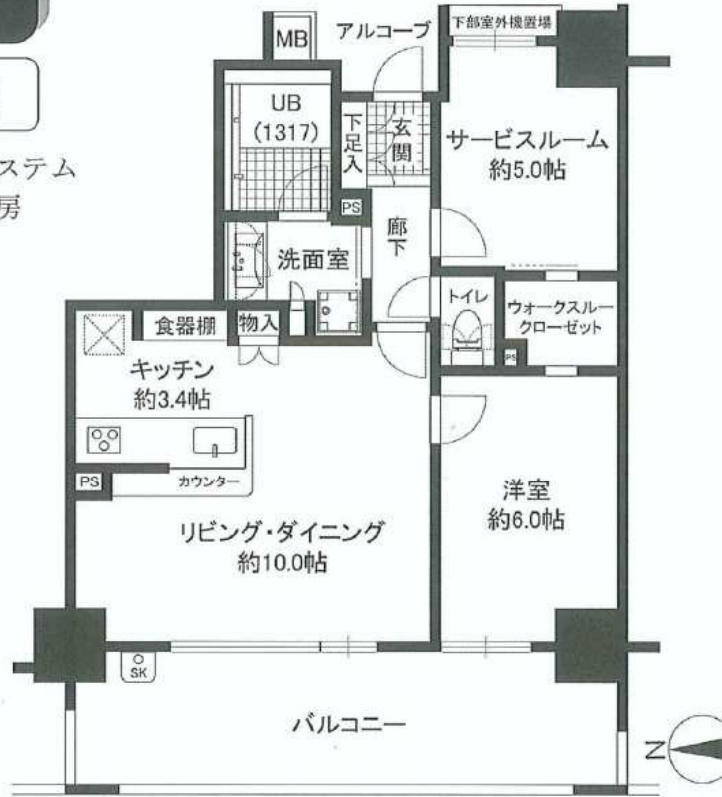 MB
アルコーブ
下部室外機置場
UB
(1317)
下足入
玄関
サービスルーム
約5.0帖
ステム
房
PS
廊下
洗面室
トイレ
ウォークスルー
クローゼット
食器棚
物入
PS
キッチン
約3.4帖
PS
カウンター
洋室
約6.0帖
リビング・ダイニング
約10.0帖
SK
バルコニー
N